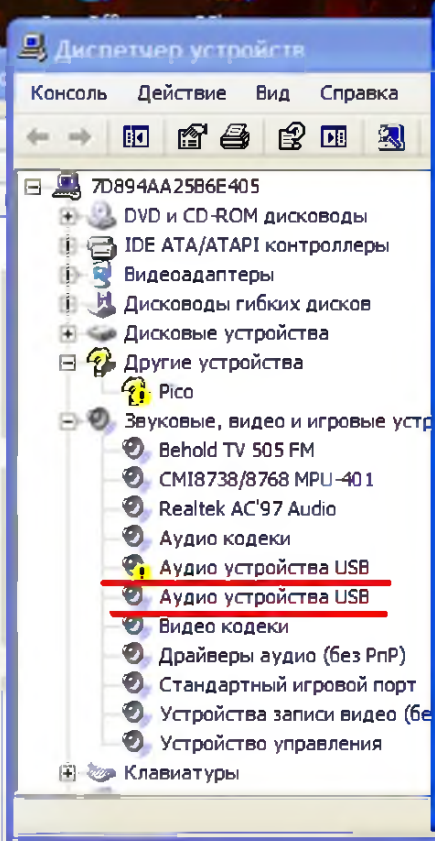 Диспетчер устройств
Консоль Действие Вид Справка
7D894AA25B6E405
DVD и CD-ROM дисководы
IDE ATA/ATAPI контроллеры
Видеоадаптеры
Дисководы гибких дисков
Дисковые устройства
Другие устройства
Pico
Звуковые, видео и игровые устр
Behold TV 505 FM
CMI8738/8768 MPU-401
Realtek AC'97 Audio
Аудио кодеки
Аудио устройства USB
Аудио устройства USB
Видео кодеки
Драйверы аудио (без PnP)
Стандартный игровой порт
Устройства записи видео (бе
Устройство управления
Клавиатуры